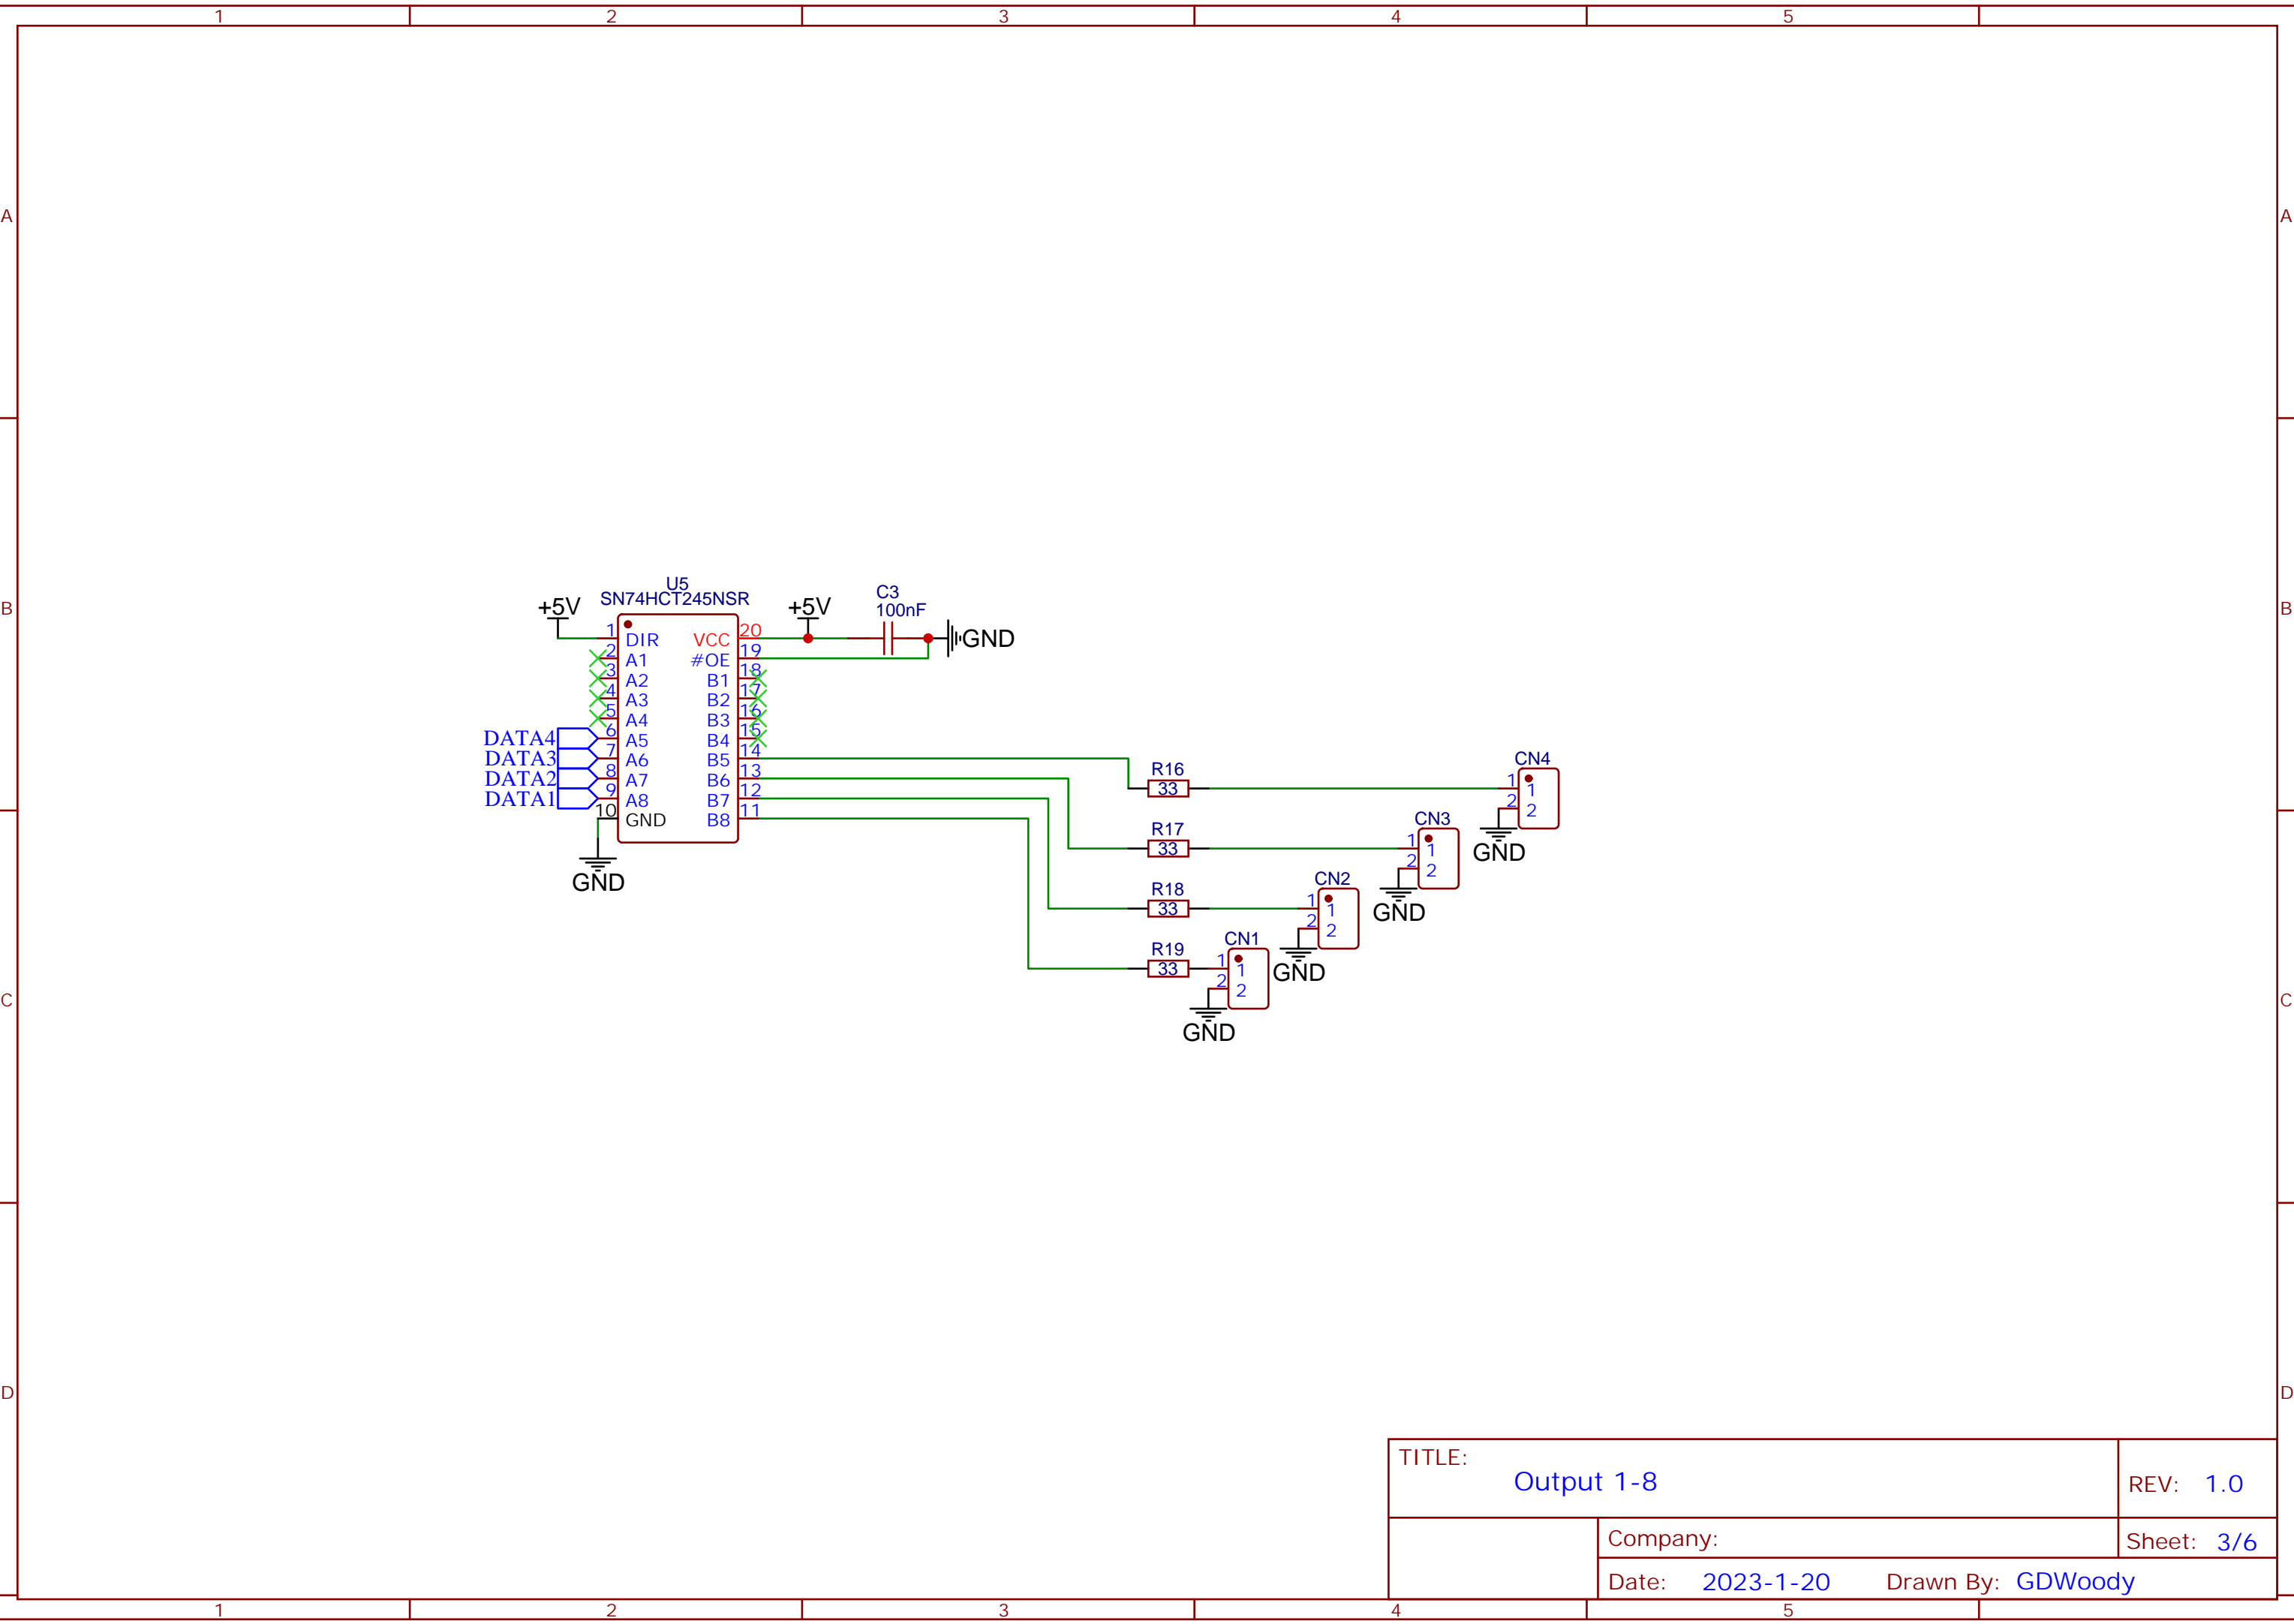 1 2 3 4 5
A A
B B
C C
D D
U5
SN74HCT245NSR
+5V
+5V
C3
100nF
GND
1 DIR VCC 20
2 A1 #OE 19
3 A2 B1 18
4 A3 B2 17
5 A4 B3 16
DATA4 6 A5 B4 15
DATA3 7 A6 B5 14
DATA2 8 A7 B6 13
DATA1 9 A8 B7 12
10 GND B8 11
GND
R16
33
CN4
1 1
2 2
GND
R17
33
CN3
1 1
2 2
GND
R18
33
CN2
1 1
2 2
GND
R19
33
CN1
1 1
2 2
GND
TITLE:
Output 1-8
REV: 1.0
Company:
Sheet: 3/6
Date: 2023-1-20 Drawn By: GDWoody
1 2 3 4 5